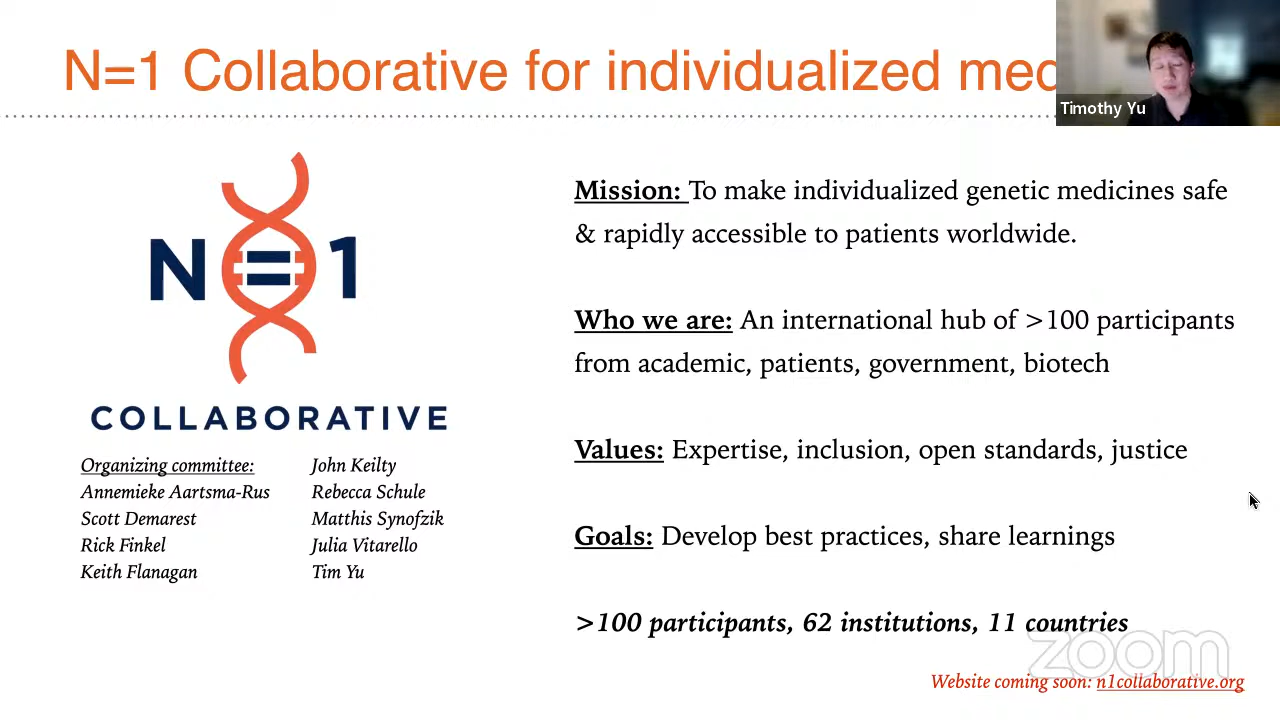 N=1 Collaborative for individualized med
Timothy Yu
N=1
COLLABORATIVE
Organizing committee:
Annemieke Aartsma-Rus
Scott Demarest
Rick Finkel
Keith Flanagan
John Keilty
Rebecca Schule
Matthis Synofzik
Julia Vitarello
Tim Yu
Mission: To make individualized genetic medicines safe
& rapidly accessible to patients worldwide.
Who we are: An international hub of >100 participants
from academic, patients, government, biotech
Values: Expertise, inclusion, open standards, justice
Goals: Develop best practices, share learnings
>100 participants, 62 institutions, 11 countries
zoom
Website coming soon: n1collaborative.org